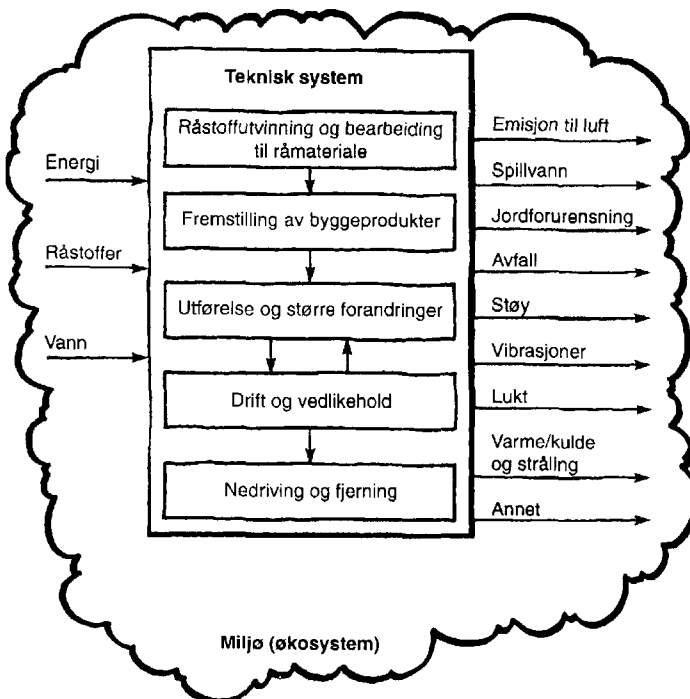 Teknisk system
Energi
Råstoffer
Vann
Råstoffutvinning og bearbeiding
til råmateriale
Fremstilling av byggeprodukter
Utførelse og større forandringer
Drift og vedlikehold
Nedriving og fjerning
Emisjon til luft
Spillvann
Jordforurensning
Avfall
Støy
Vibrasjoner
Lukt
Varme/kulde
og stråling
Annet
Miljø (økosystem)